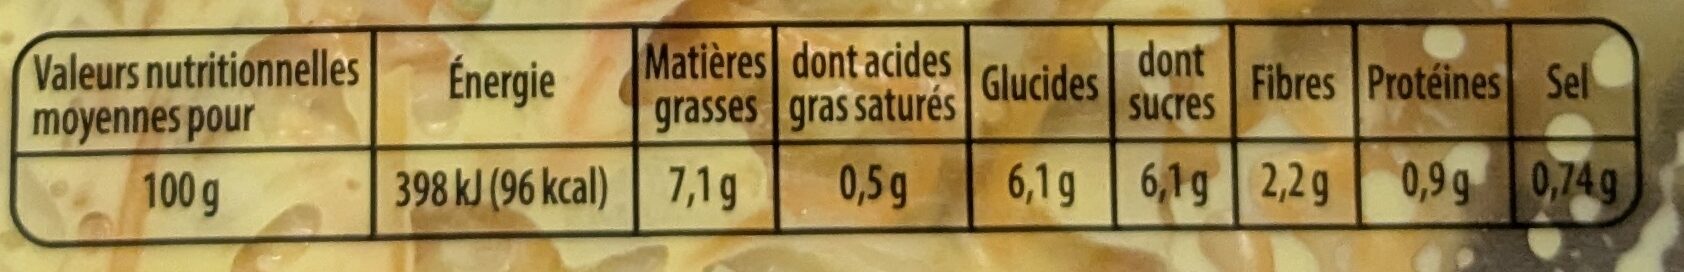 Valeurs nutritionnelles
moyennes pour
Énergie
Matières
grasses
dont acides
gras saturés
Glucides
dont
sucres
Fibres
Protéines
Sel
100 g
398 kJ (96 kcal)
7,1 g
0,5 g
6,1 g
6,1 g
2,2 g
0,9 g
0,74 g